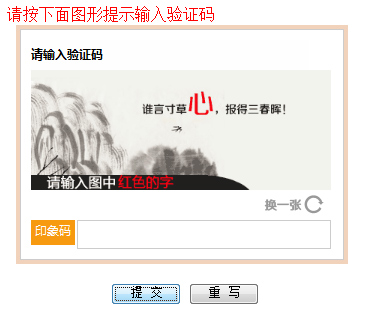 请按下面图形提示输入验证码
请输入验证码
谁言寸草心，报得三春晖！
请输入图中红色的字
换一张
印象码
提 交 重 写